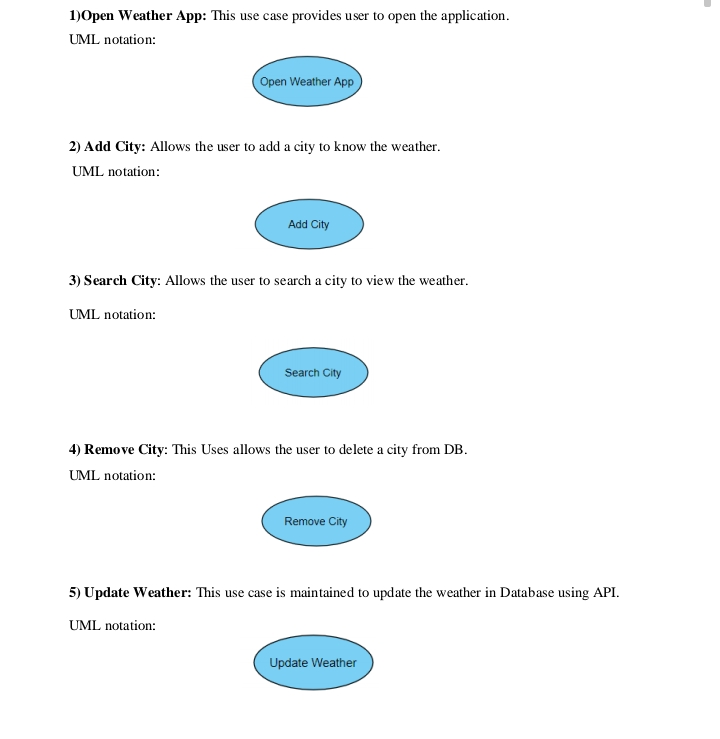 1)Open Weather App: This use case provides user to open the application.
UML notation:
Open Weather App
2) Add City: Allows the user to add a city to know the weather.
UML notation:
Add City
3) Search City: Allows the user to search a city to view the weather.
UML notation:
Search City
4) Remove City: This Uses allows the user to delete a city from DB.
UML notation:
Remove City
5) Update Weather: This use case is maintained to update the weather in Database using API.
UML notation:
Update Weather